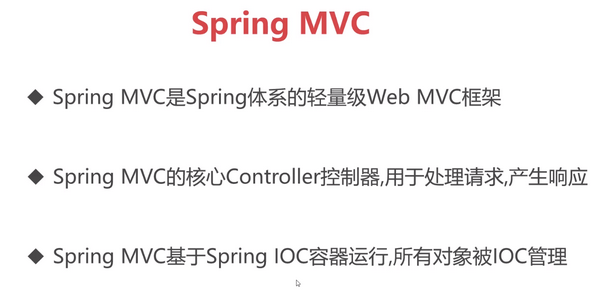 Spring MVC
◆ Spring MVC是Spring体系的轻量级Web MVC框架
◆ Spring MVC的核心Controller控制器,用于处理请求,产生响应
◆ Spring MVC基于Spring IOC容器运行,所有对象被IOC管理